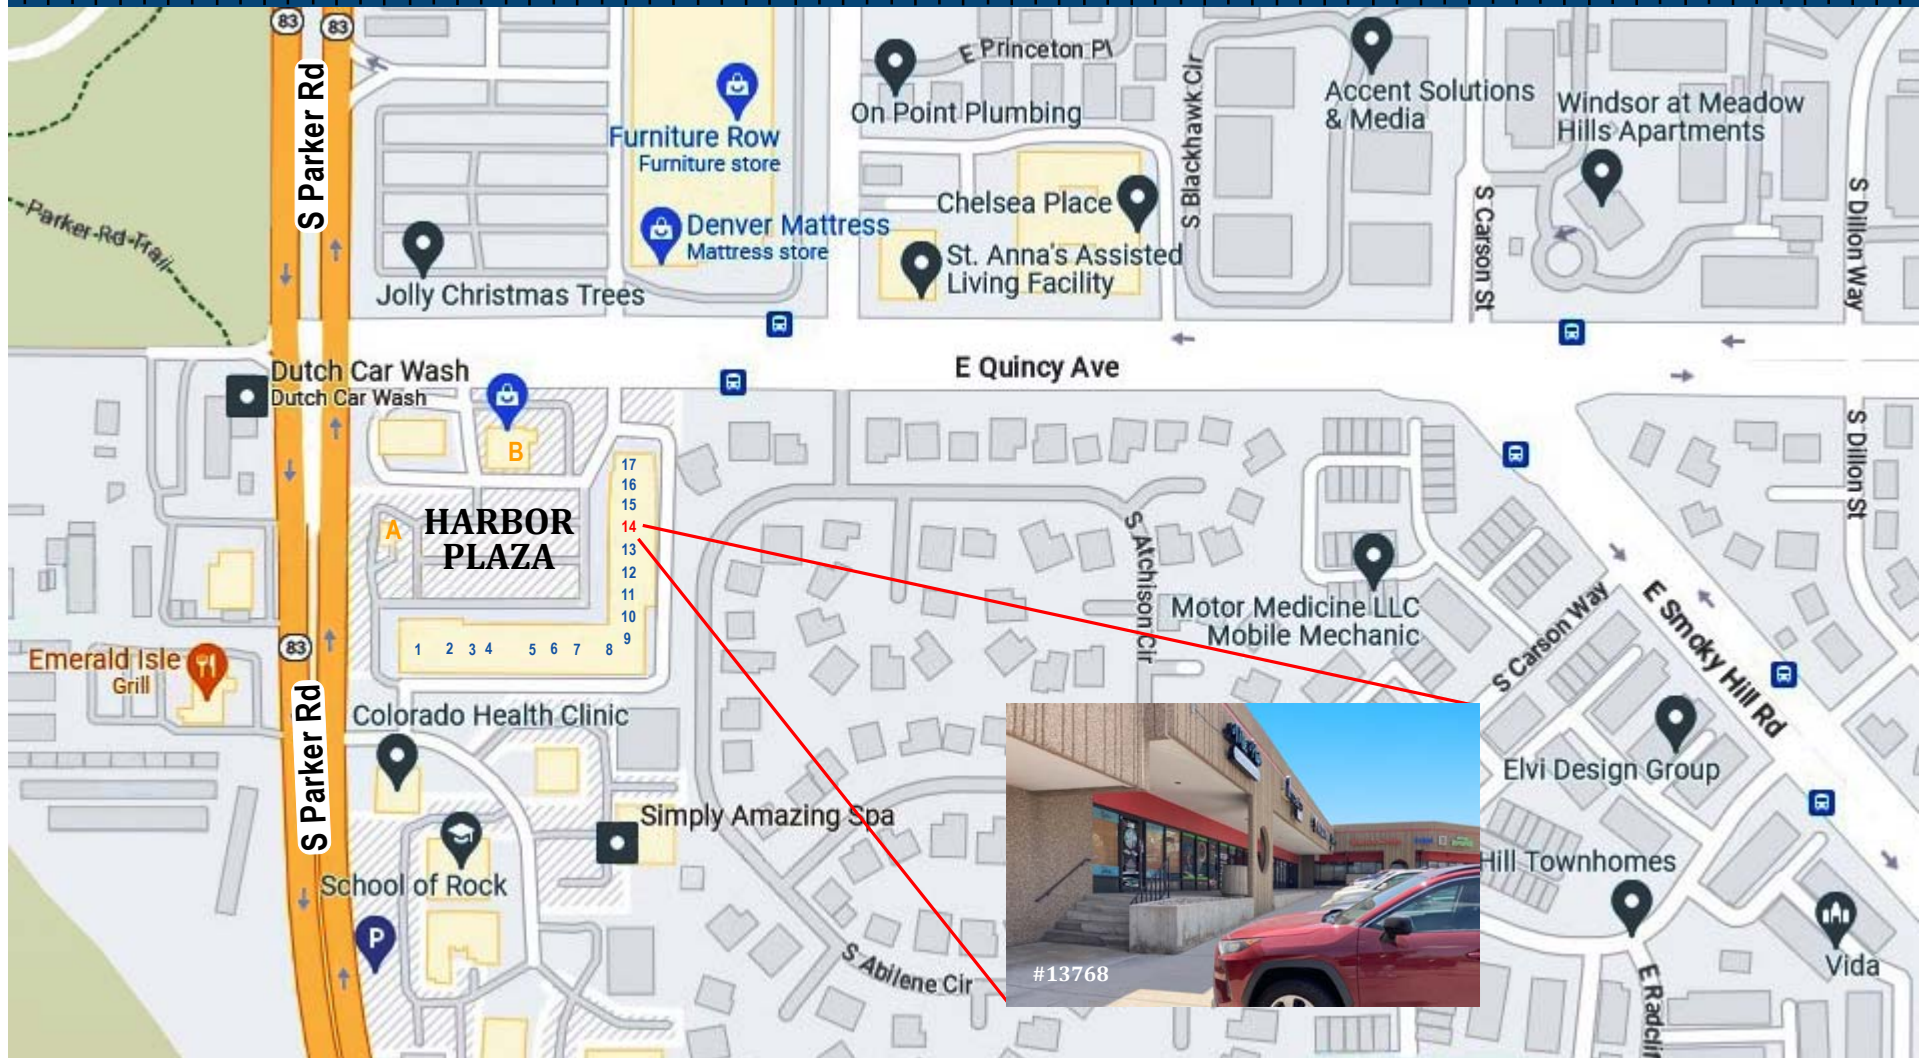 83
83
S Parker Rd
E Princeton Pl
On Point Plumbing
S Blackhawk Cir
Accent Solutions
& Media
Windsor at Meadow
Hills Apartments
Furniture Row
Furniture store
Chelsea Place
S Carson St
S Dillon Way
Parker-Rd-Trail
Denver Mattress
Mattress store
St. Anna's Assisted
Living Facility
Jolly Christmas Trees
E Quincy Ave
Dutch Car Wash
Dutch Car Wash
B
A
HARBOR
PLAZA
17
16
15
14
13
12
11
10
9
1 2 3 4 5 6 7 8
S Dillon St
S Atchison Cir
Motor Medicine LLC
Mobile Mechanic
S Carson Way
E Smoky Hill Rd
83
Emerald Isle
Grill
S Parker Rd
Colorado Health Clinic
Elvi Design Group
Simply Amazing Spa
School of Rock
P
Hill Townhomes
S Abilene Cir
#13768
Vida
E Radclif